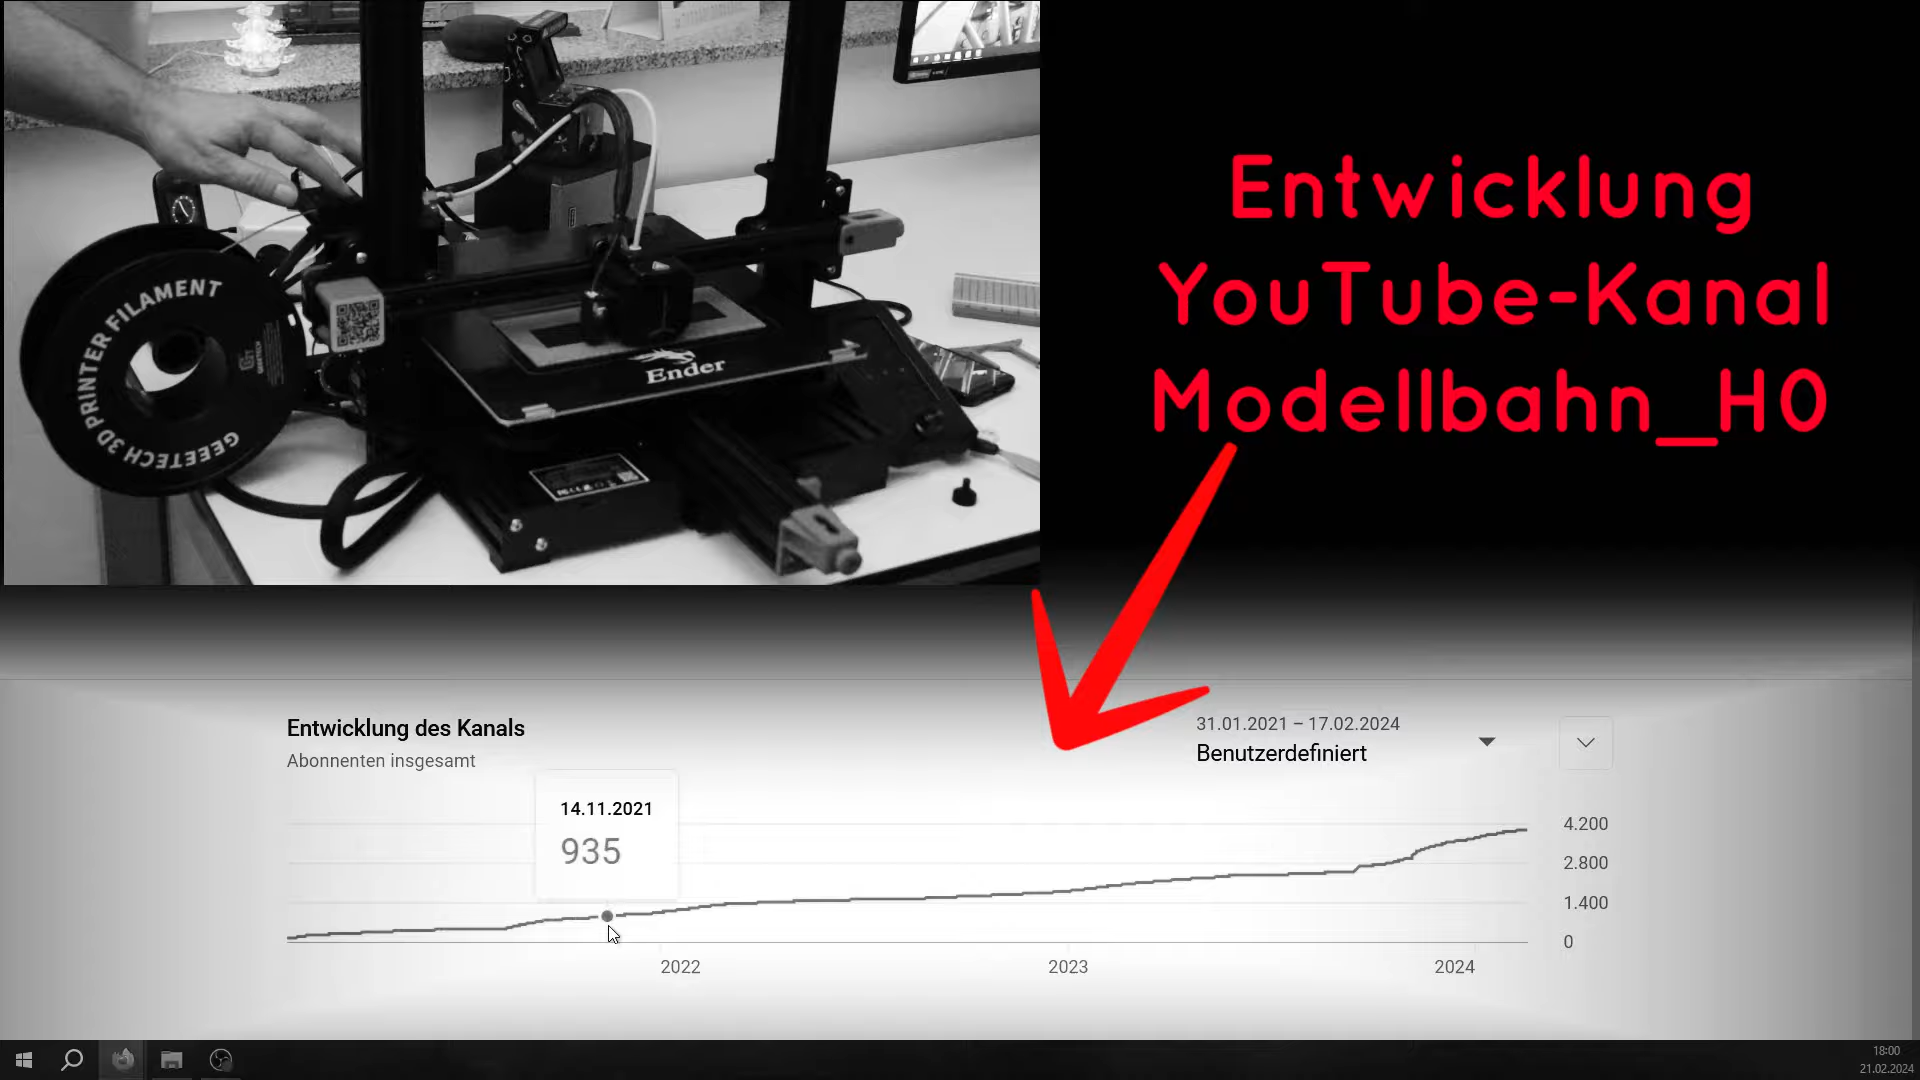 GEEETECH 3D PRINTER FILAMENT
Ender
Entwicklung
YouTube-Kanal
Modellbahn_H0
Entwicklung des Kanals
Abonnenten insgesamt
31.01.2021 – 17.02.2024
Benutzerdefiniert
14.11.2021
935
4.200
2.800
1.400
0
2022
2023
2024
18:00
21.02.2024